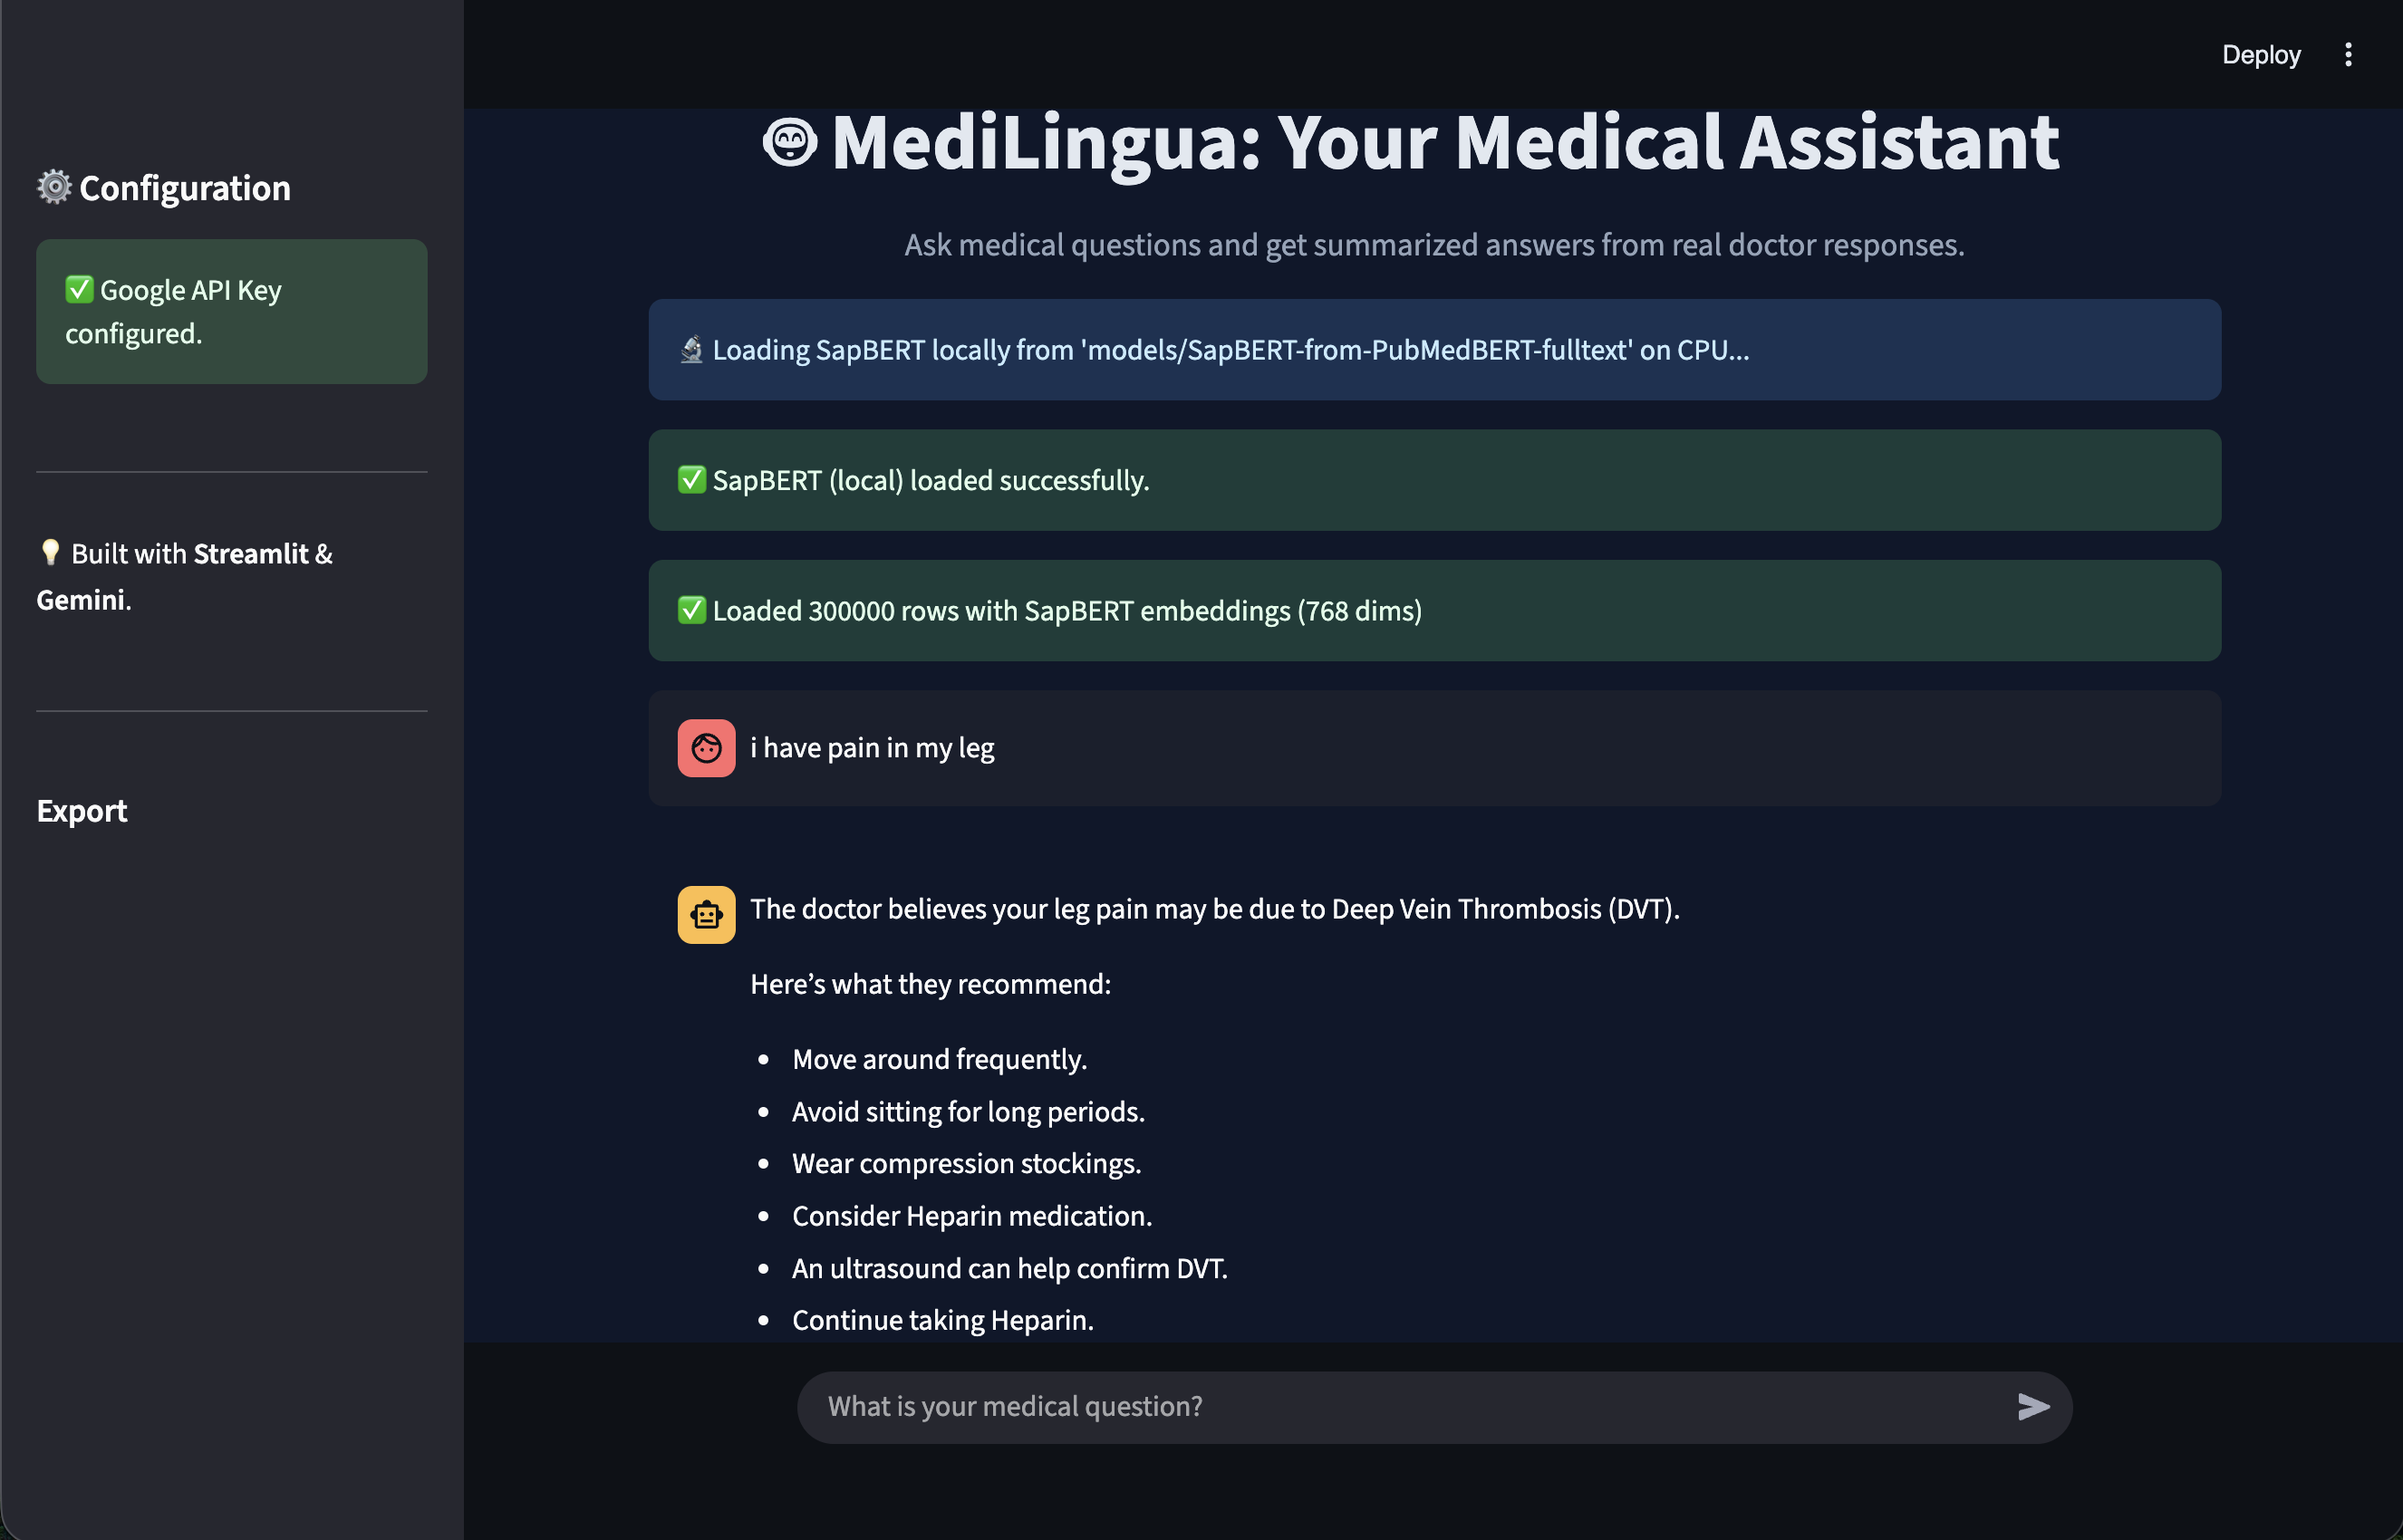 Deploy
⚙️ Configuration
✅ Google API Key
configured.
💡 Built with Streamlit &
Gemini.
Export
MediLingua: Your Medical Assistant
Ask medical questions and get summarized answers from real doctor responses.
🔬 Loading SapBERT locally from 'models/SapBERT-from-PubMedBERT-fulltext' on CPU...
✅ SapBERT (local) loaded successfully.
✅ Loaded 300000 rows with SapBERT embeddings (768 dims)
i have pain in my leg
The doctor believes your leg pain may be due to Deep Vein Thrombosis (DVT).
Here’s what they recommend:
• Move around frequently.
• Avoid sitting for long periods.
• Wear compression stockings.
• Consider Heparin medication.
• An ultrasound can help confirm DVT.
• Continue taking Heparin.
What is your medical question?